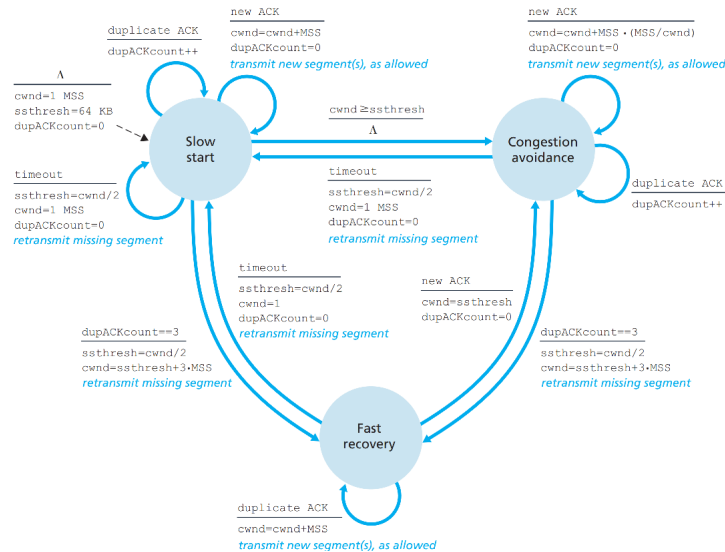 duplicate ACK
dupACKcount++
new ACK
cwnd=cwnd+MSS
dupACKcount=0
transmit new segment(s), as allowed
new ACK
cwnd=cwnd+MSS•(MSS/cwnd)
dupACKcount=0
transmit new segment(s), as allowed
Λ
cwnd=1 MSS
ssthresh=64 KB
dupACKcount=0
Slow
start
cwnd≥ssthresh
Λ
Congestion
avoidance
timeout
ssthresh=cwnd/2
cwnd=1 MSS
dupACKcount=0
retransmit missing segment
timeout
ssthresh=cwnd/2
cwnd=1 MSS
dupACKcount=0
retransmit missing segment
duplicate ACK
dupACKcount++
timeout
ssthresh=cwnd/2
cwnd=1
dupACKcount=0
retransmit missing segment
new ACK
cwnd=ssthresh
dupACKcount=0
dupACKcount==3
ssthresh=cwnd/2
cwnd=ssthresh+3•MSS
retransmit missing segment
dupACKcount==3
ssthresh=cwnd/2
cwnd=ssthresh+3•MSS
retransmit missing segment
Fast
recovery
duplicate ACK
cwnd=cwnd+MSS
transmit new segment(s), as allowed